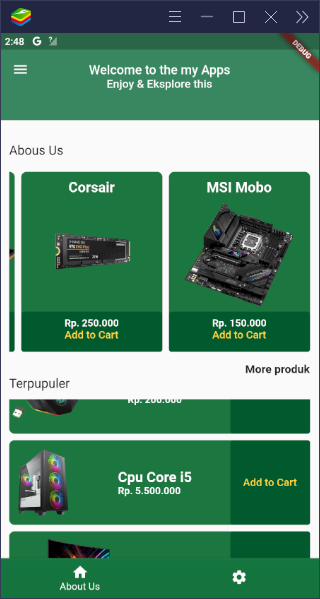 2:48 G
DEBUG
Welcome to the my Apps
Enjoy & Eksplore this
Abous Us
Corsair
MSI Mobo
Rp. 250.000
Rp. 150.000
Add to Cart
Add to Cart
More produk
Terpupuler
Rp. 200.000
Cpu Core i5
Rp. 5.500.000
Add to Cart
About Us